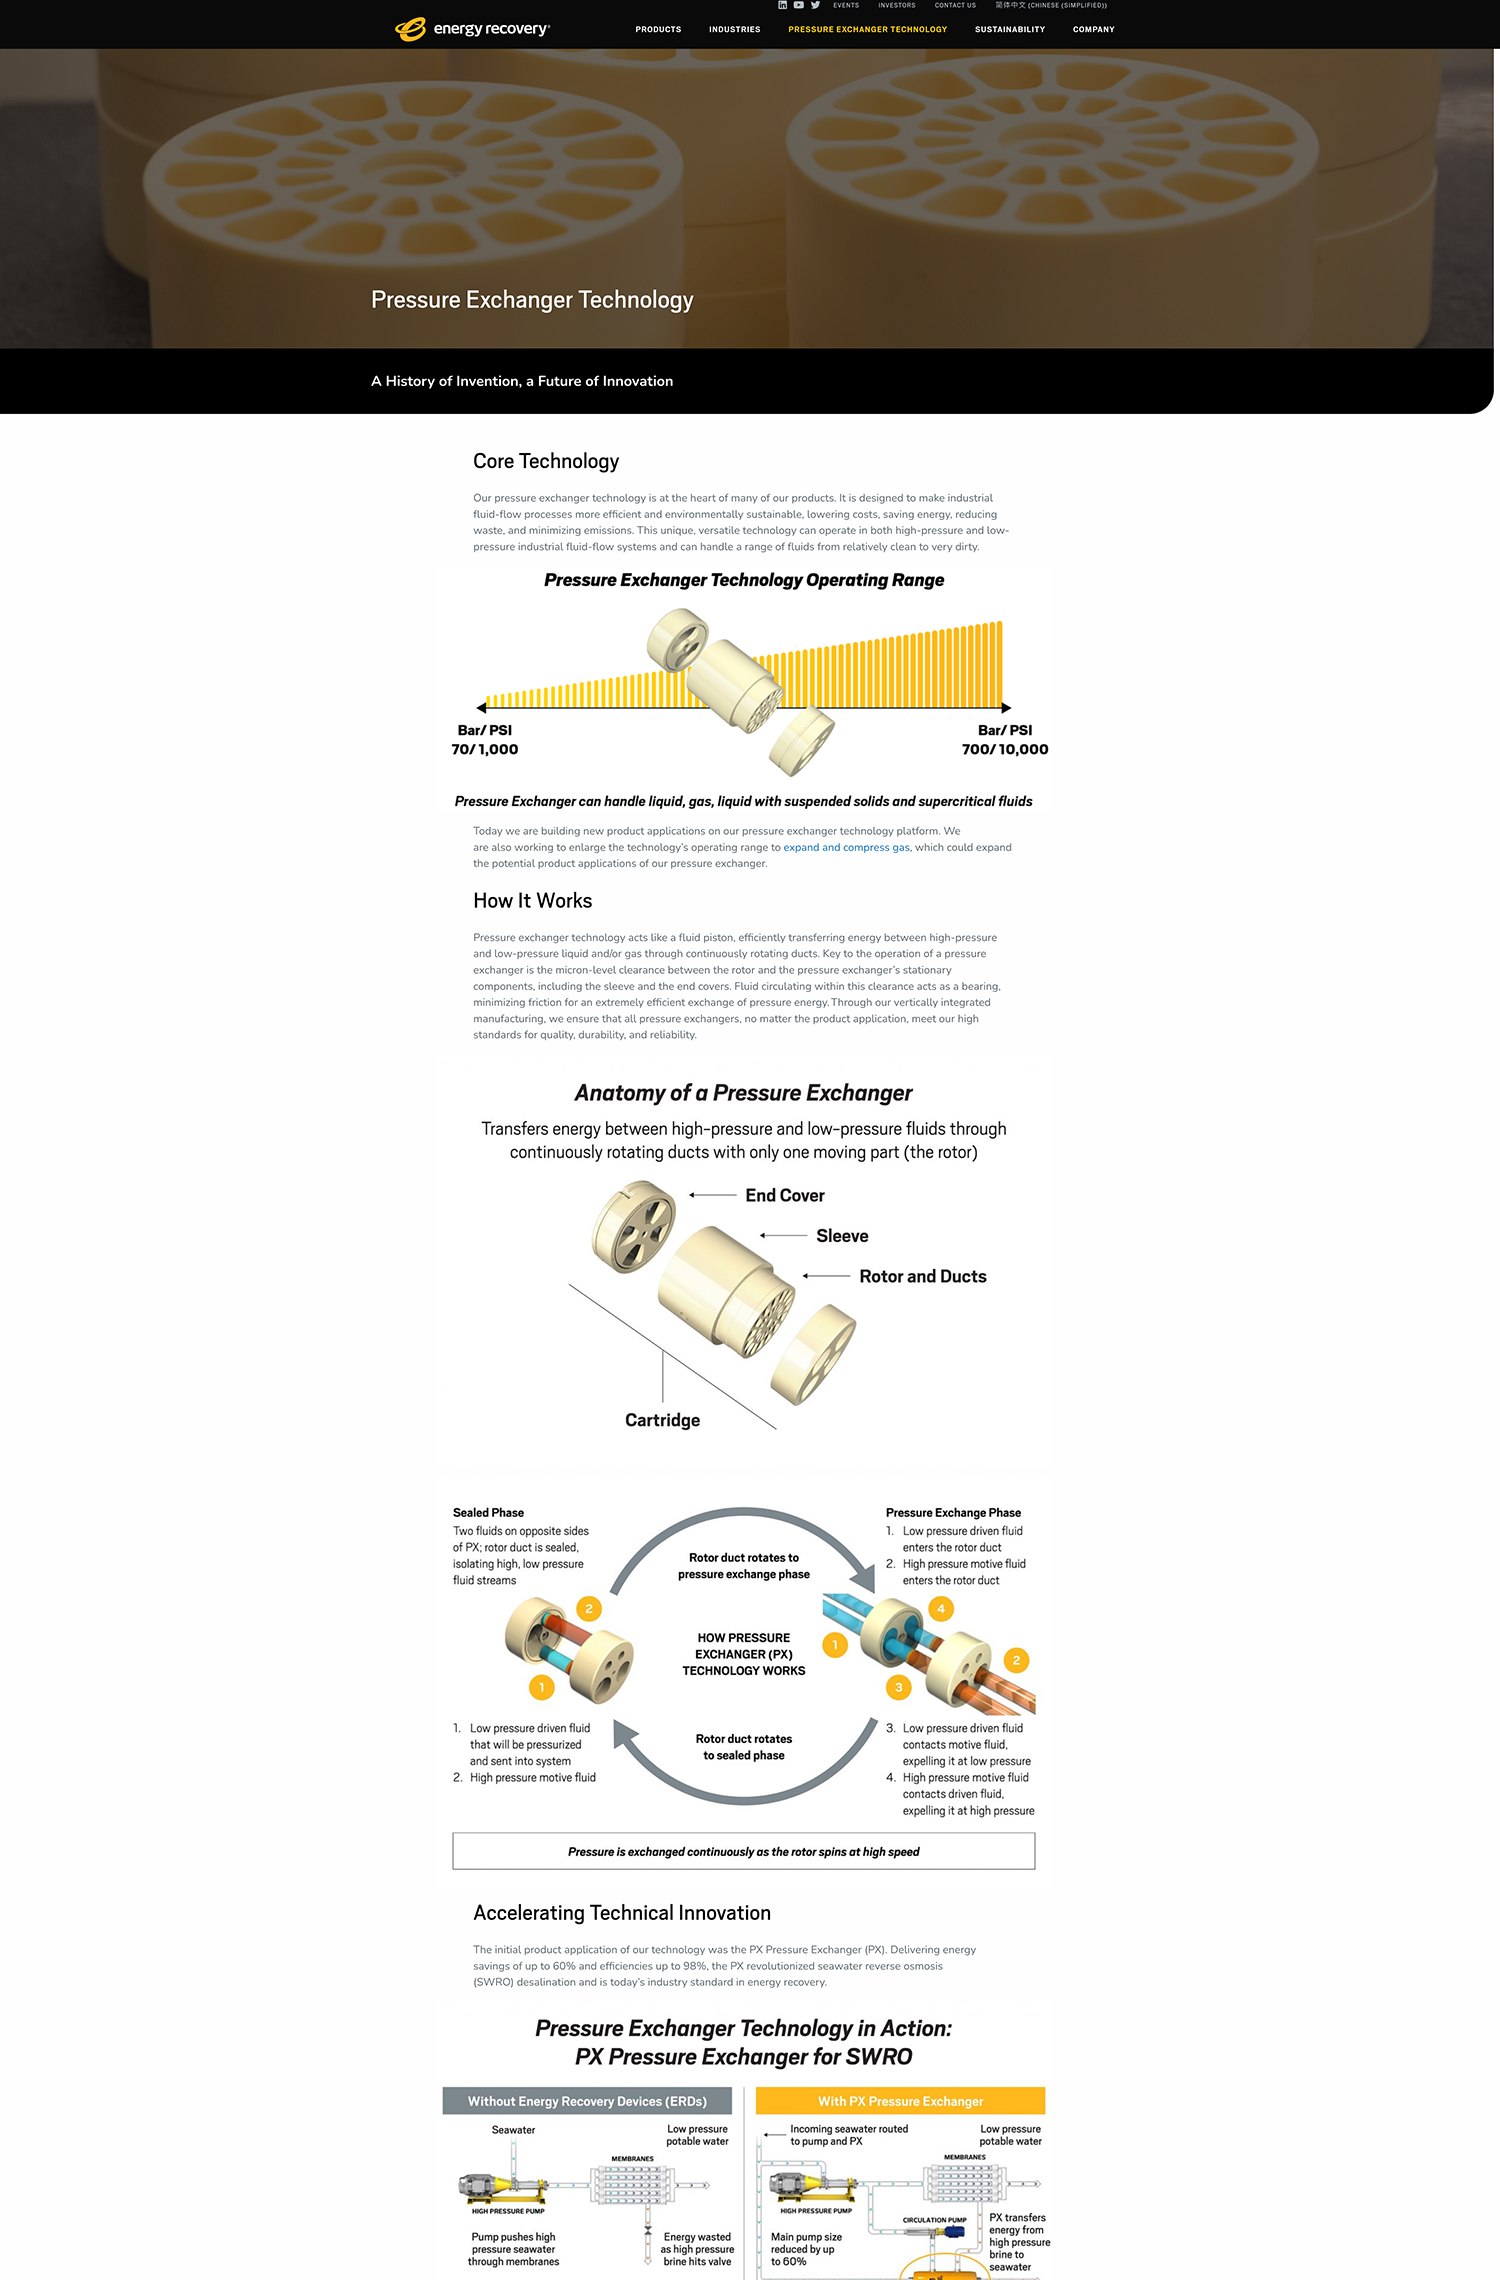 EVENTS INVESTORS CONTACT US 简体中文 (CHINESE (SIMPLIFIED))
energy recovery®
PRODUCTS INDUSTRIES PRESSURE EXCHANGER TECHNOLOGY SUSTAINABILITY COMPANY
Pressure Exchanger Technology
A History of Invention, a Future of Innovation
Core Technology
Our pressure exchanger technology is at the heart of many of our products. It is designed to make industrial
fluid-flow processes more efficient and environmentally sustainable, lowering costs, saving energy, reducing
waste, and minimizing emissions. This unique, versatile technology can operate in both high-pressure and low-
pressure industrial fluid-flow systems and can handle a range of fluids from relatively clean to very dirty.
Pressure Exchanger Technology Operating Range
Bar/ PSI
70/ 1,000
Bar/ PSI
700/ 10,000
Pressure Exchanger can handle liquid, gas, liquid with suspended solids and supercritical fluids
Today we are building new product applications on our pressure exchanger technology platform. We
are also working to enlarge the technology's operating range to expand and compress gas, which could expand
the potential product applications of our pressure exchanger.
How It Works
Pressure exchanger technology acts like a fluid piston, efficiently transferring energy between high-pressure
and low-pressure liquid and/or gas through continuously rotating ducts. Key to the operation of a pressure
exchanger is the micron-level clearance between the rotor and the pressure exchanger's stationary
components, including the sleeve and the end covers. Fluid circulating within this clearance acts as a bearing,
minimizing friction for an extremely efficient exchange of pressure energy. Through our vertically integrated
manufacturing, we ensure that all pressure exchangers, no matter the product application, meet our high
standards for quality, durability, and reliability.
Anatomy of a Pressure Exchanger
Transfers energy between high-pressure and low-pressure fluids through
continuously rotating ducts with only one moving part (the rotor)
End Cover
Sleeve
Rotor and Ducts
Cartridge
Sealed Phase
Two fluids on opposite sides
of PX; rotor duct is sealed,
isolating high, low pressure
fluid streams
Rotor duct rotates to
pressure exchange phase
Pressure Exchange Phase
1. Low pressure driven fluid
enters the rotor duct
2. High pressure motive fluid
enters the rotor duct
2
1
HOW PRESSURE
EXCHANGER (PX)
TECHNOLOGY WORKS
4
1
2
3
1. Low pressure driven fluid
that will be pressurized
and sent into system
2. High pressure motive fluid
Rotor duct rotates
to sealed phase
3. Low pressure driven fluid
contacts motive fluid,
expelling it at low pressure
4. High pressure motive fluid
contacts driven fluid,
expelling it at high pressure
Pressure is exchanged continuously as the rotor spins at high speed
Accelerating Technical Innovation
The initial product application of our technology was the PX Pressure Exchanger (PX). Delivering energy
savings of up to 60% and efficiencies up to 98%, the PX revolutionized seawater reverse osmosis
(SWRO) desalination and is today's industry standard in energy recovery.
Pressure Exchanger Technology in Action:
PX Pressure Exchanger for SWRO
Without Energy Recovery Devices (ERDs)
Seawater
Low pressure
potable water
MEMBRANES
HIGH PRESSURE PUMP
Pump pushes high
pressure seawater
through membranes
Energy wasted
as high pressure
brine hits valve
With PX Pressure Exchanger
Incoming seawater routed
to pump and PX
Low pressure
potable water
MEMBRANES
HIGH PRESSURE PUMP
CIRCULATION PUMP
Main pump size
reduced by up
to 60%
PX transfers
energy from
high pressure
brine to
seawater